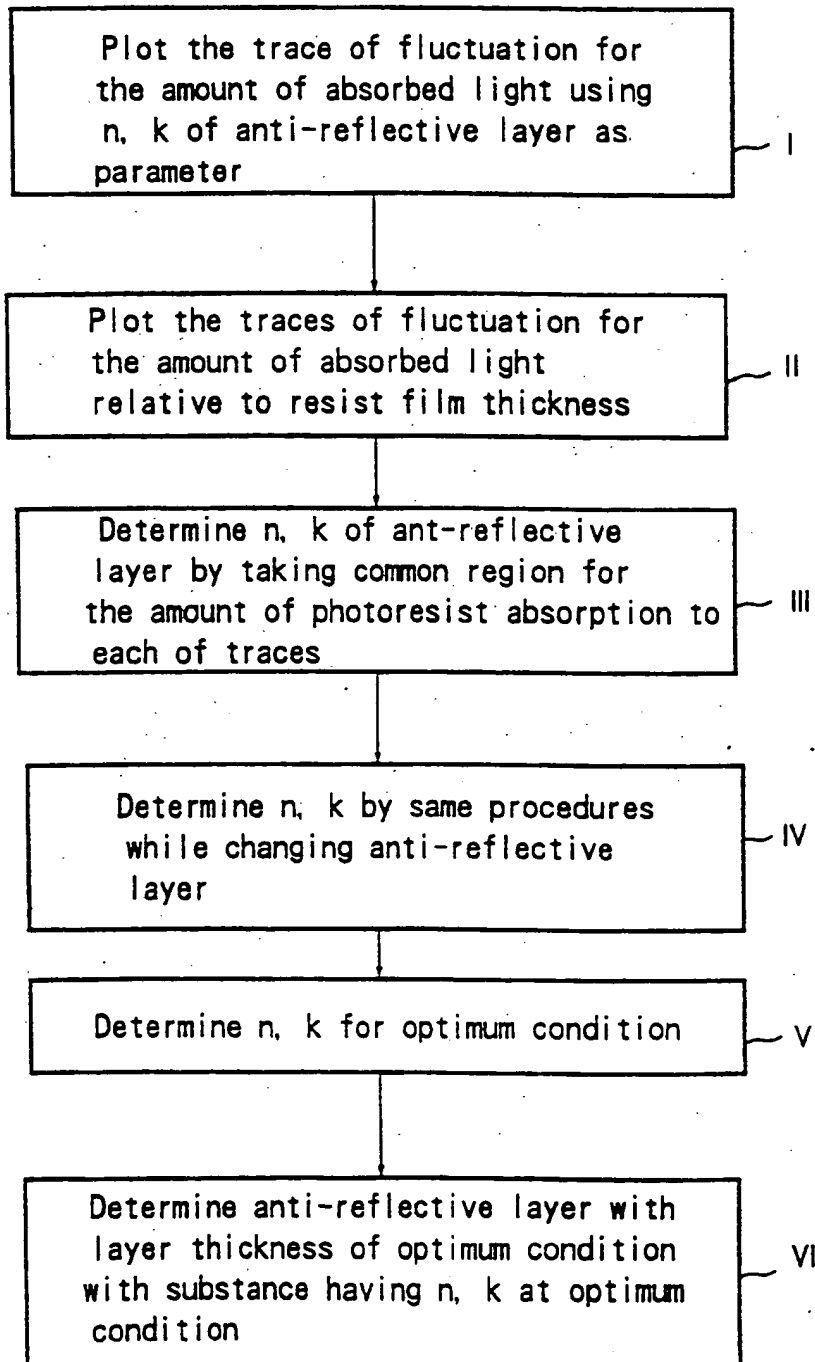 Plot the trace of fluctuation for
the amount of absorbed light using
n, k of anti-reflective layer as
parameter
I
Plot the traces of fluctuation for
the amount of absorbed light
relative to resist film thickness
II
Determine n, k of ant-reflective
layer by taking common region for
the amount of photoresist absorption to
each of traces
III
Determine n, k by same procedures
while changing anti-reflective
layer
IV
Determine n, k for optimum condition
V
Determine anti-reflective layer with
layer thickness of optimum condition
with substance having n, k at optimum
condition
VI